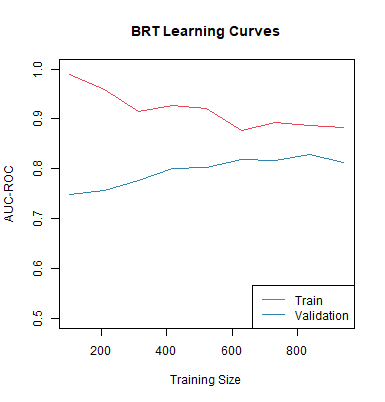 BRT Learning Curves
AUC-ROC
1.0
0.9
0.8
0.7
0.6
0.5
200 400 600 800
Training Size
Train
Validation